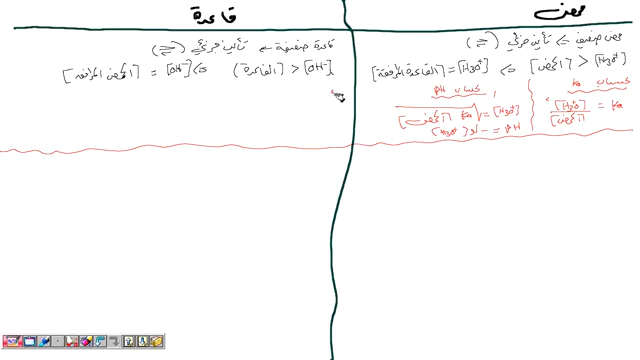 حمض
حمض ضعيف ⇐ تأين جزئي (⇌)
[H3O+] < [الحمض] ⇐ [H3O+] = [القاعدة المرافقة]
حساب Ka
Ka = [H3O+]² / [الحمض]
حساب PH
[H3O+] = √Ka [الحمض]
PH = - لو [H3O+]
قاعدة
قاعدة ضعيفة ⇐ تأين جزئي (⇌)
[OH-] < [القاعدة] ⇐ [OH-] = [الحمض المرافق]